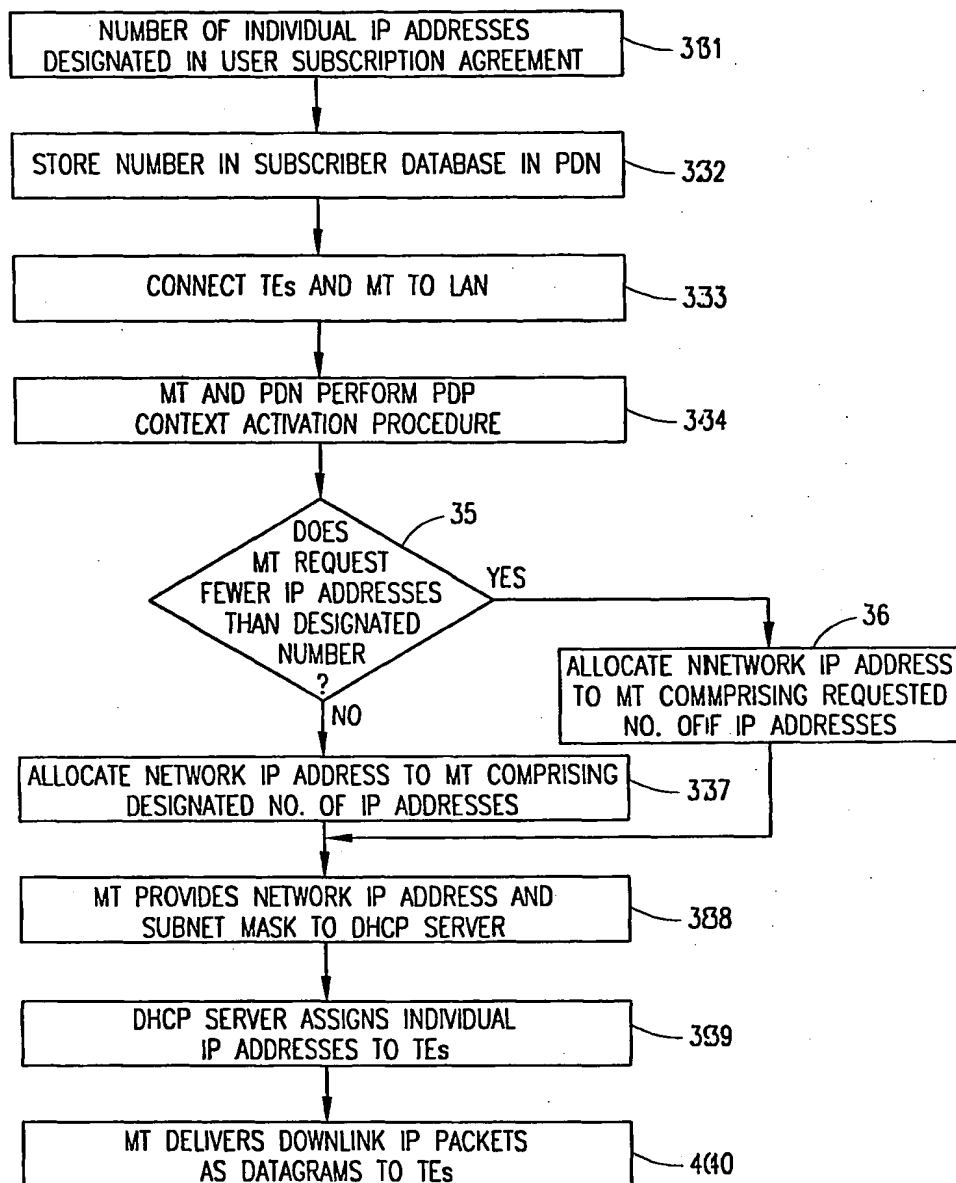 NUMBER OF INDIVIDUAL IP ADDRESSES
DESIGNATED IN USER SUBSCRIPTION AGREEMENT
331
STORE NUMBER IN SUBSCRIBER DATABASE IN PDN
332
CONNECT TEs AND MT TO LAN
333
MT AND PDN PERFORM PDP
CONTEXT ACTIVATION PROCEDURE
334
DOES
MT REQUEST
FEWER IP ADDRESSES
THAN DESIGNATED
NUMBER
?
35
YES
NO
36
ALLOCATE NNETWORK IP ADDRESS
TO MT COMMPRISING REQUESTED
NO. OFIF IP ADDRESSES
ALLOCATE NETWORK IP ADDRESS TO MT COMPRISING
DESIGNATED NO. OF IP ADDRESSES
337
MT PROVIDES NETWORK IP ADDRESS AND
SUBNET MASK TO DHCP SERVER
338
DHCP SERVER ASSIGNS INDIVIDUAL
IP ADDRESSES TO TEs
339
MT DELIVERS DOWNLINK IP PACKETS
AS DATAGRAMS TO TEs
440